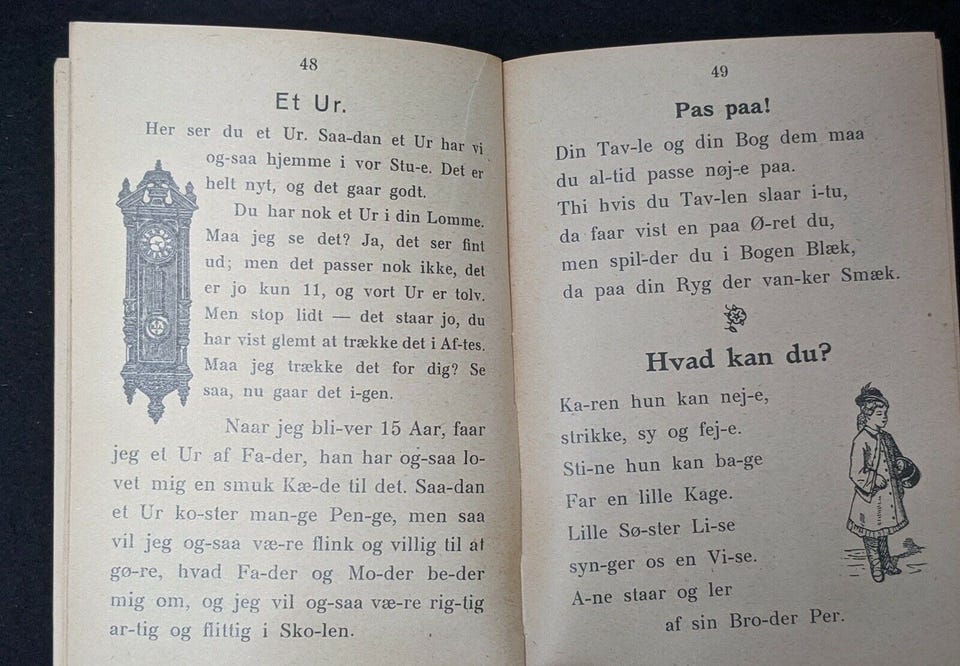 48
Et Ur.
Her ser du et Ur. Saa-dan et Ur har vi
og-saa hjemme i vor Stu-e. Det er
helt nyt, og det gaar godt.
Du har nok et Ur i din Lomme.
Maa jeg se det? Ja, det ser fint
ud; men det passer nok ikke, det
er jo kun 11, og vort Ur er tolv.
Men stop lidt — det staar jo, du
har vist glemt at trække det i Af-tes.
Maa jeg trække det for dig? Se
saa, nu gaar det i-gen.
Naar jeg bli-ver 15 Aar, faar
jeg et Ur af Fa-der, han har og-saa lo-
vet mig en smuk Kæ-de til det. Saa-dan
et Ur ko-ster man-ge Pen-ge, men saa
vil jeg og-saa væ-re flink og villig til at
gø-re, hvad Fa-der og Mo-der be-der
mig om, og jeg vil og-saa væ-re rig-tig
ar-tig og flittig i Sko-len.
49
Pas paa!
Din Tav-le og din Bog dem maa
du al-tid passe nøj-e paa.
Thi hvis du Tav-len slaar i-tu,
da faar vist en paa Ø-ret du,
men spil-der du i Bogen Blæk,
da paa din Ryg der van-ker Smæk.
Hvad kan du?
Ka-ren hun kan nej-e,
strikke, sy og fej-e.
Sti-ne hun kan ba-ge
Far en lille Kage.
Lille Sø-ster Li-se
syn-ger os en Vi-se.
A-ne staar og ler
af sin Bro-der Per.